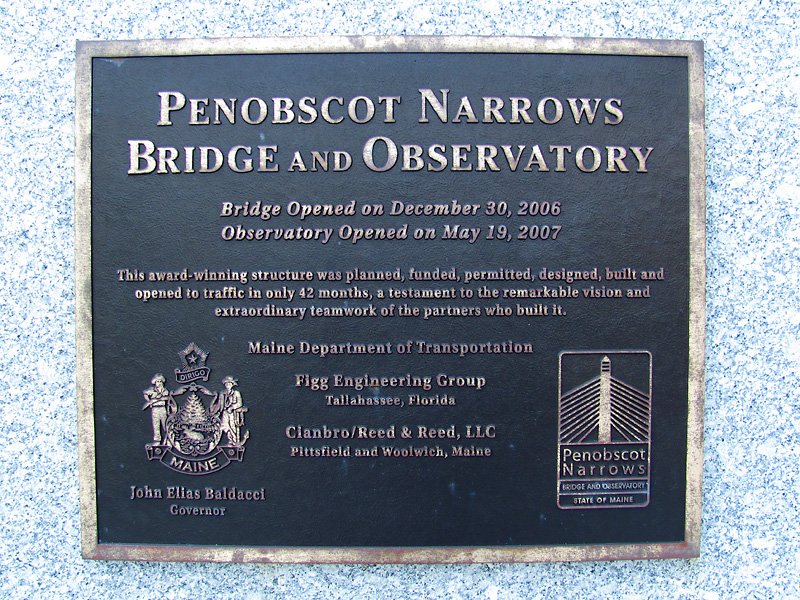 PENOBSCOT NARROWS
BRIDGE AND OBSERVATORY
Bridge Opened on December 30, 2006
Observatory Opened on May 19, 2007
This award-winning structure was planned, funded, permitted, designed, built and
opened to traffic in only 42 months, a testament to the remarkable vision and
extraordinary teamwork of the partners who built it.
Maine Department of Transportation
Figg Engineering Group
Tallahassee, Florida
Cianbro/Reed & Reed, LLC
Pittsfield and Woolwich, Maine
DIRIGO
MAINE
John Elias Baldacci
Governor
Penobscot
Narrows
BRIDGE AND OBSERVATORY
STATE OF MAINE